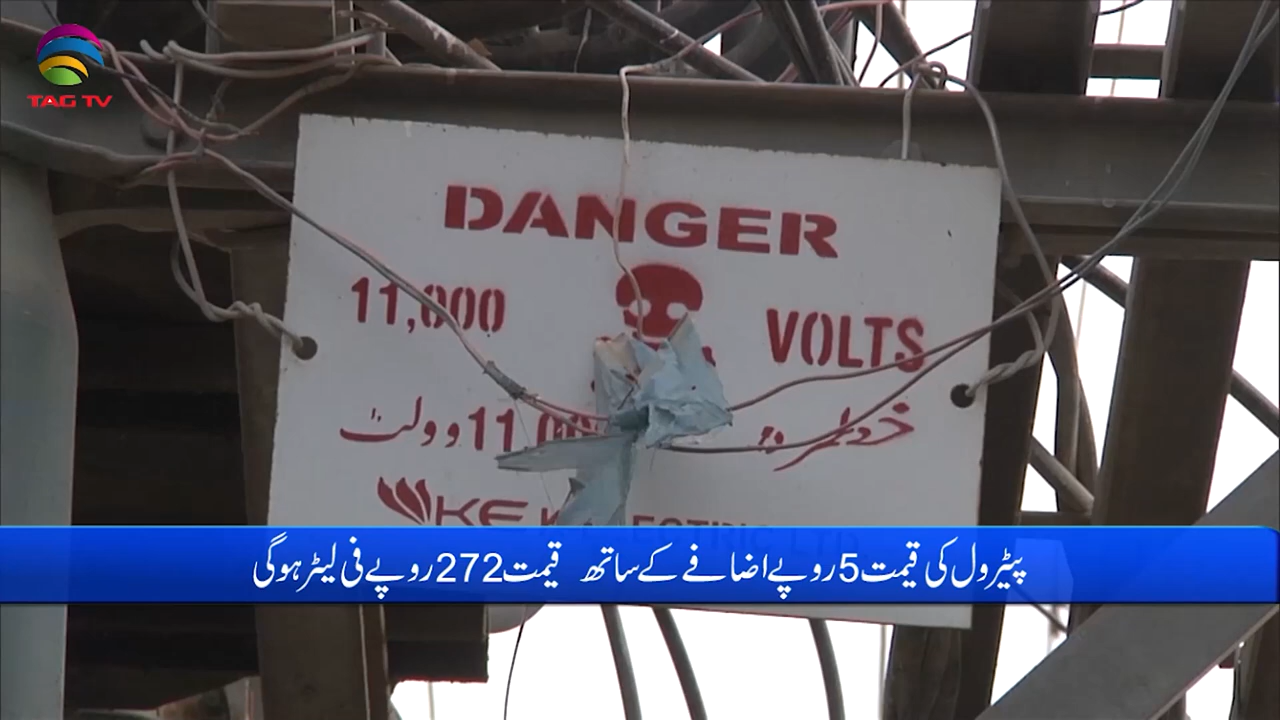 TAG TV
DANGER
11,000 VOLTS
خطرہ 11,000 وولٹ
KE
پیٹرول کی قیمت 5 روپے اضافے کے ساتھ قیمت 272 روپے فی لیٹر ہوگی